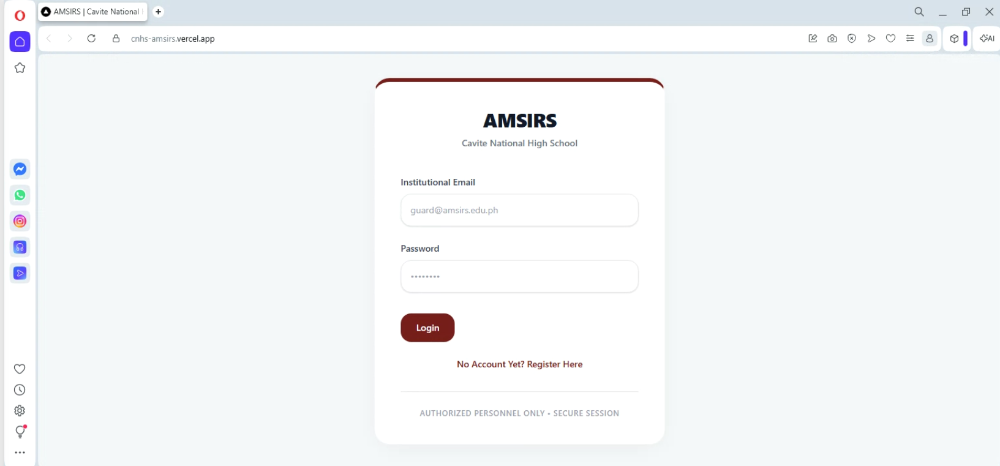 AMSIRS | Cavite National
cnhs-amsirs.vercel.app
AI
AMSIRS
Cavite National High School
Institutional Email
guard@amsirs.edu.ph
Password
••••••••
Login
No Account Yet? Register Here
AUTHORIZED PERSONNEL ONLY • SECURE SESSION